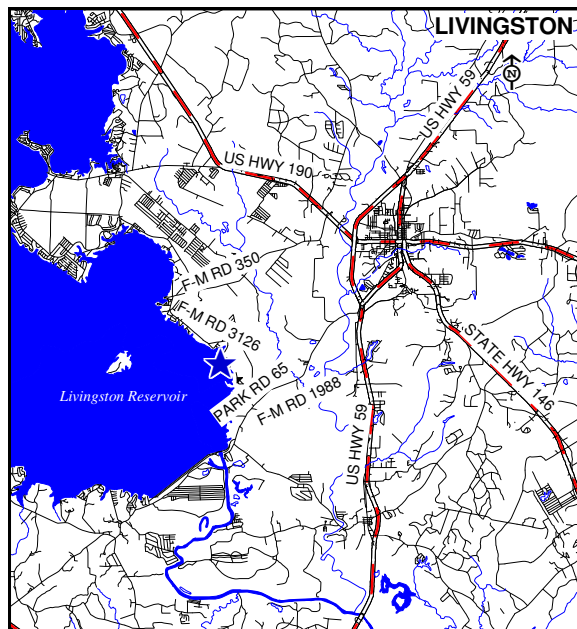 LIVINGSTON
N
US HWY 59
US HWY 190
F-M RD 350
F-M RD 3126
PARK RD 65
F-M RD 1988
STATE HWY 146
Livingston Reservoir
US HWY 59